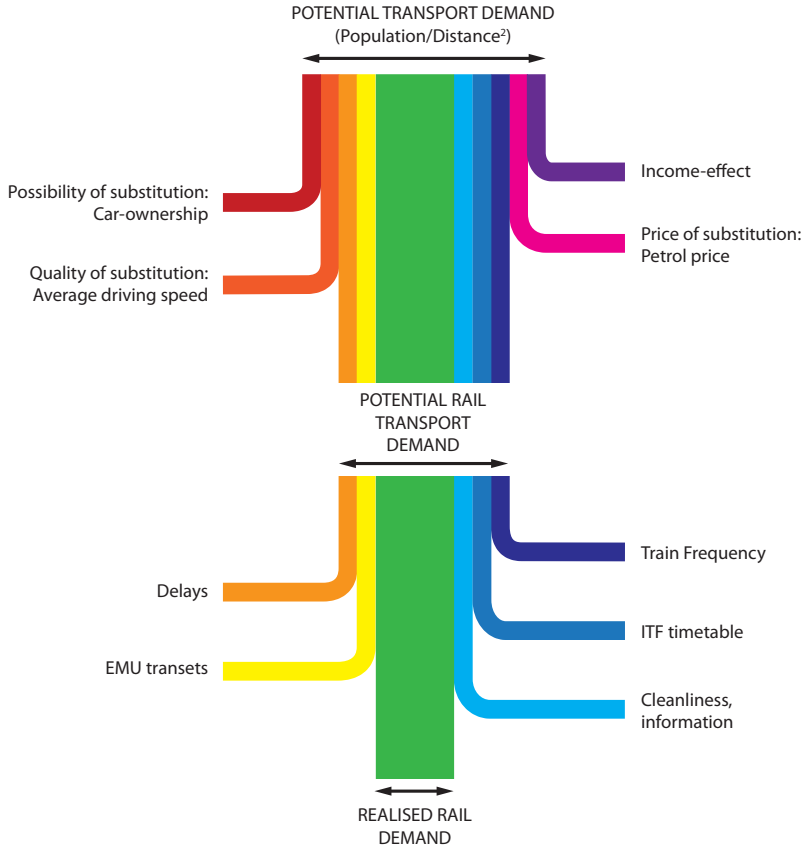 POTENTIAL TRANSPORT DEMAND
(Population/Distance²)
Income-effect
Possibility of substitution:
Car-ownership
Price of substitution:
Petrol price
Quality of substitution:
Average driving speed
POTENTIAL RAIL
TRANSPORT
DEMAND
Train Frequency
Delays
ITF timetable
EMU transets
Cleanliness,
information
REALISED RAIL
DEMAND